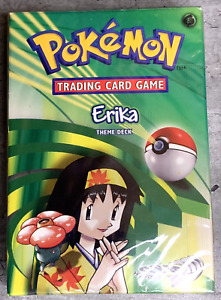 POKéMON
TRADING CARD GAME
Erika
THEME DECK